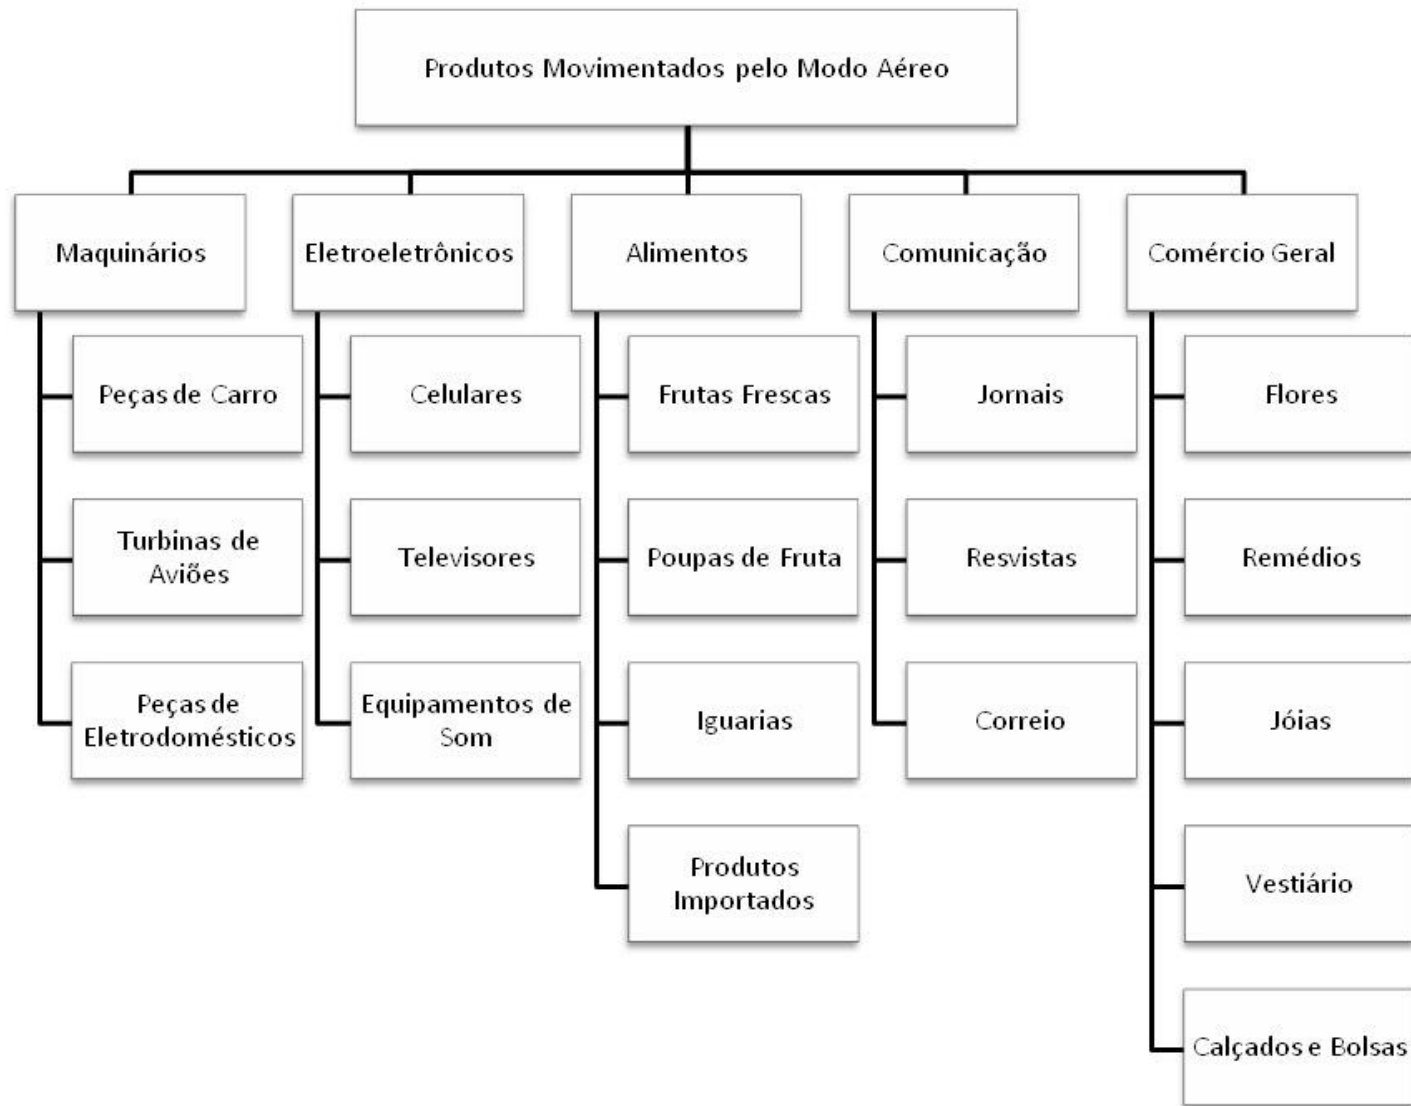 Produtos Movimentados pelo Modo Aéreo
Maquinários
Eletroeletrônicos
Alimentos
Comunicação
Comércio Geral
Peças de Carro
Celulares
Frutas Frescas
Jornais
Flores
Turbinas de
Aviões
Televisores
Poupas de Fruta
Resvistas
Remédios
Peças de
Eletrodomésticos
Equipamentos de
Som
Iguarias
Correio
Jóias
Produtos
Importados
Vestiário
Calçados e Bolsas